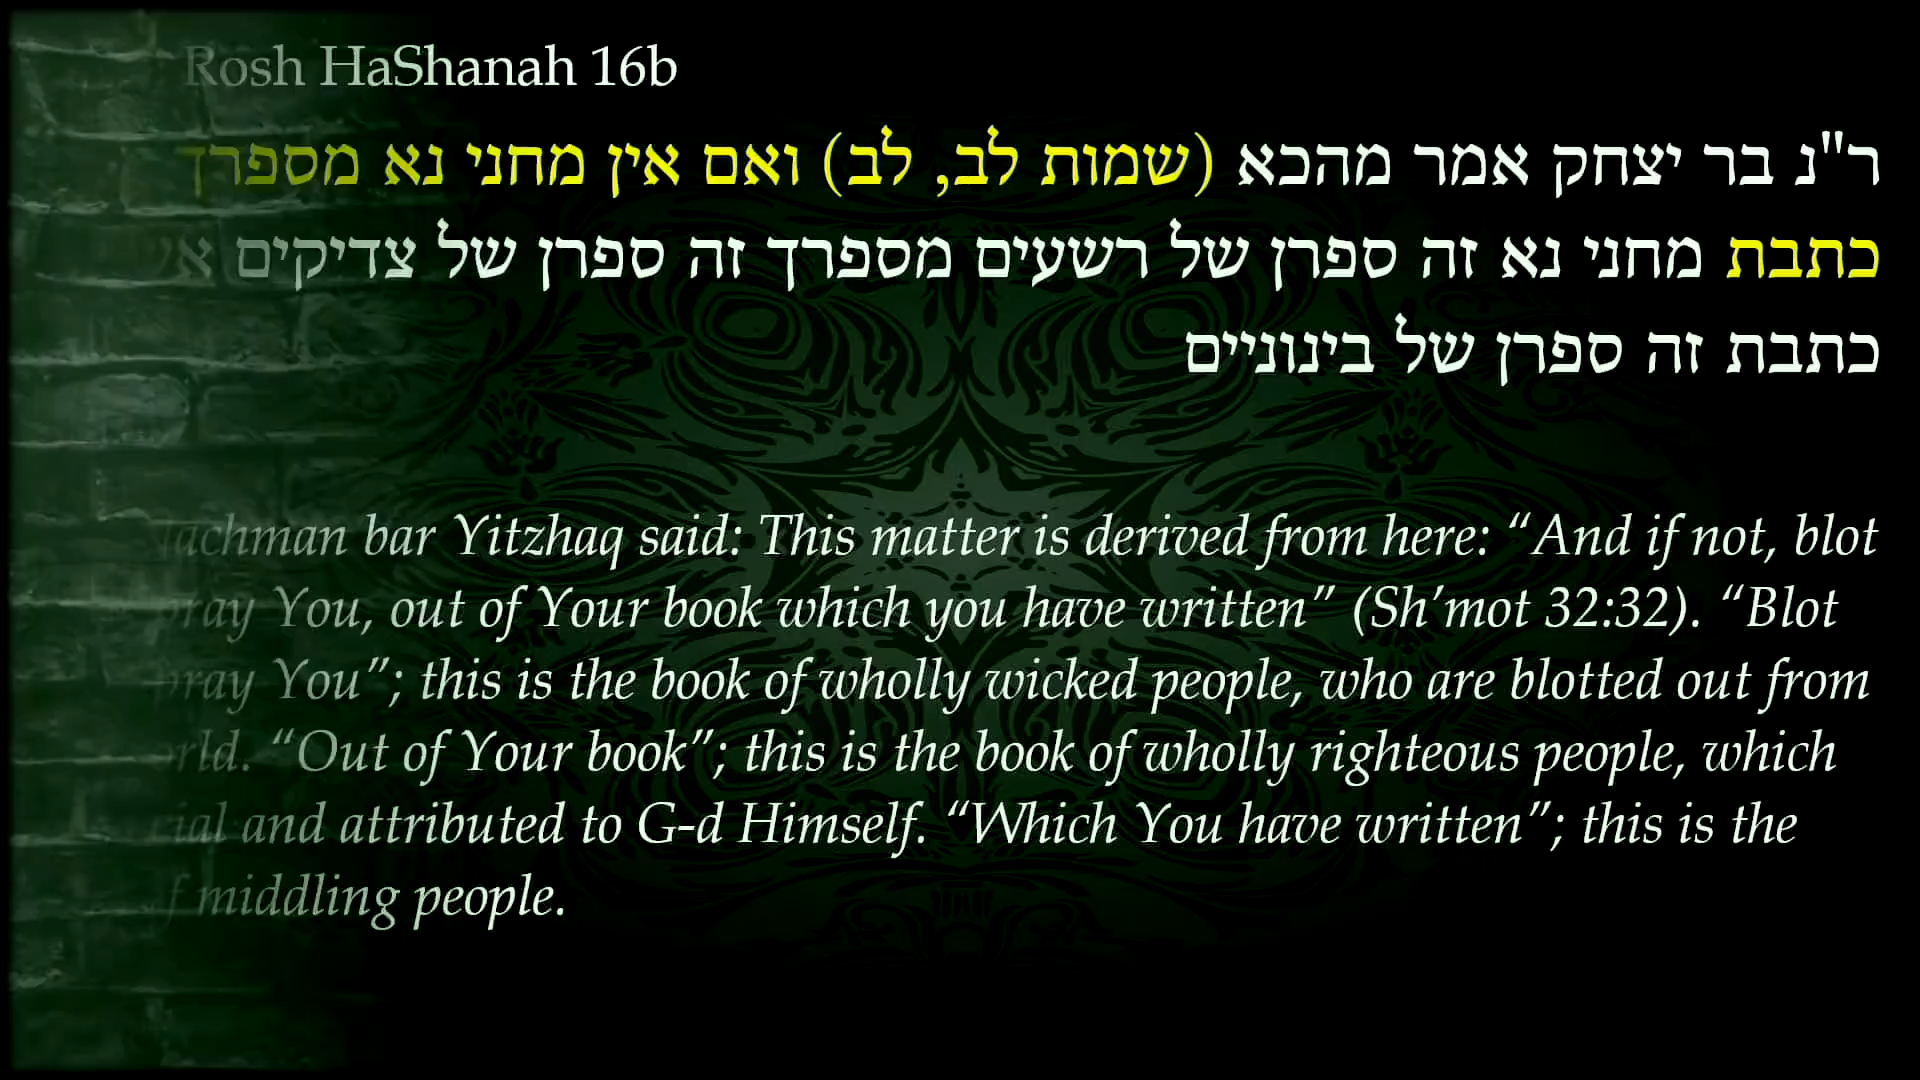 Rosh HaShanah 16b
ר"נ בר יצחק אמר מהכא (שמות לב, לב) ואם אין מחני נא מספרך
כתבת מחני נא זה ספרן של רשעים מספרך זה ספרן של צדיקים
כתבת זה ספרן של בינוניים
bar Yitzhaq said: This matter is derived from here: “And if not, blot
You, out of Your book which you have written” (Sh’mot 32:32). “Blot
You”; this is the book of wholly wicked people, who are blotted out from
“Out of Your book”; this is the book of wholly righteous people, which
and attributed to G-d Himself. “Which You have written”; this is the
middling people.